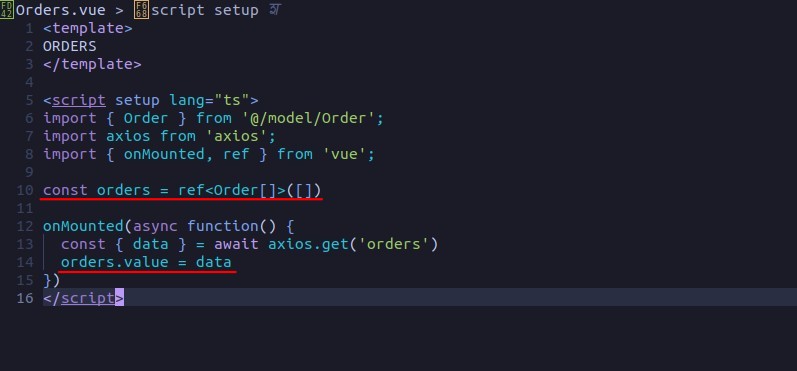 Orders.vue > script setup
1 <template>
2 ORDERS
3 </template>
4
5 <script setup lang="ts">
6 import { Order } from '@/model/Order';
7 import axios from 'axios';
8 import { onMounted, ref } from 'vue';
9
10 const orders = ref<Order[]>([])
11
12 onMounted(async function() {
13   const { data } = await axios.get('orders')
14   orders.value = data
15 })
16 </script>